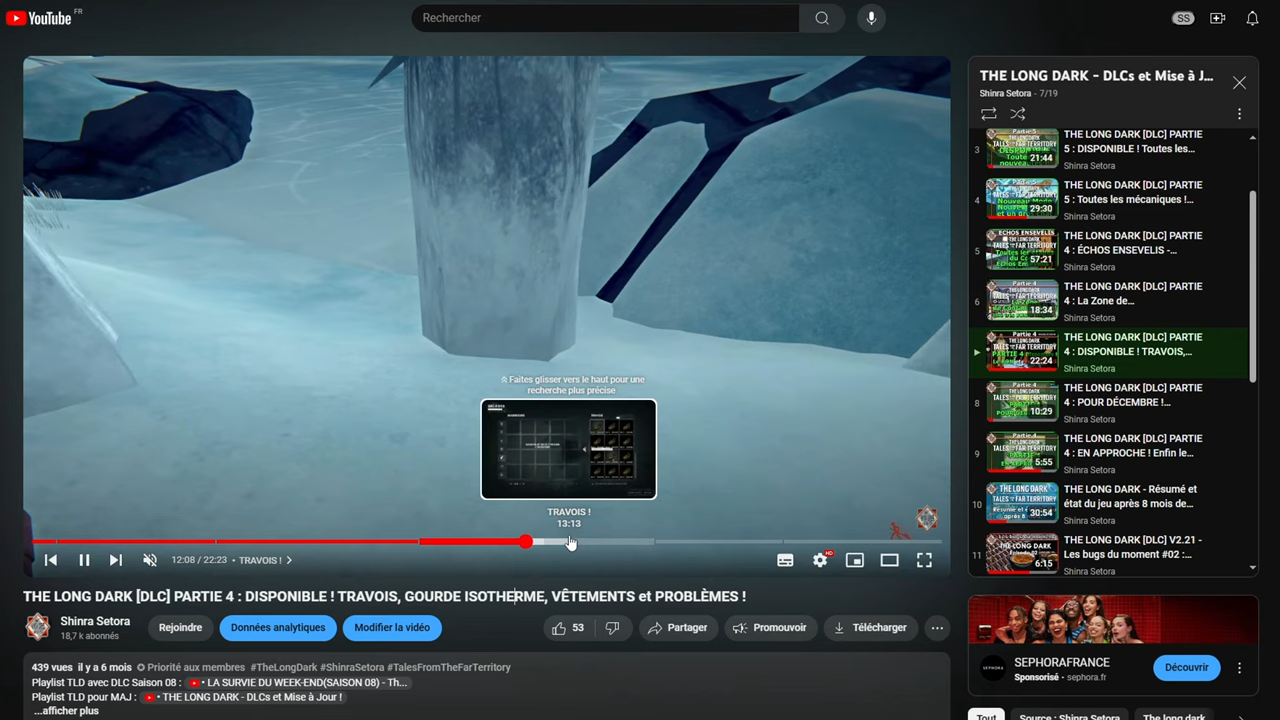 YouTube FR
Rechercher
SS
Faites glisser vers le haut pour une
recherche plus précise
TRAVOIS !
13:13
12:08 / 22:23 • TRAVOIS !
HD
THE LONG DARK [DLC] PARTIE 4 : DISPONIBLE ! TRAVOIS, GOURDE ISOTHERME, VÊTEMENTS et PROBLÈMES !
Shinra Setora
18,7 k abonnés
Rejoindre
Données analytiques
Modifier la vidéo
53
Partager
Promouvoir
Télécharger
439 vues il y a 6 mois Priorité aux membres #TheLongDark #ShinraSetora #TalesFromTheFarTerritory
Playlist TLD avec DLC Saison 08 : • LA SURVIE DU WEEK-END(SAISON 08) - Th...
Playlist TLD pour MAJ : • THE LONG DARK - DLCs et Mise à Jour !
...afficher plus
THE LONG DARK - DLCs et Mise à J...
Shinra Setora - 7/19
3
21:44
THE LONG DARK [DLC] PARTIE
5 : DISPONIBLE ! Toutes les...
Shinra Setora
4
29:30
THE LONG DARK [DLC] PARTIE
5 : Toutes les mécaniques !...
Shinra Setora
5
57:21
THE LONG DARK [DLC] PARTIE
4 : ÉCHOS ENSEVELIS -...
Shinra Setora
6
18:34
THE LONG DARK [DLC] PARTIE
4 : La Zone de...
Shinra Setora
22:24
THE LONG DARK [DLC] PARTIE
4 : DISPONIBLE ! TRAVOIS,...
Shinra Setora
8
10:29
THE LONG DARK [DLC] PARTIE
4 : POUR DÉCEMBRE !...
Shinra Setora
9
5:55
THE LONG DARK [DLC] PARTIE
4 : EN APPROCHE ! Enfin le...
Shinra Setora
10
30:54
THE LONG DARK - Résumé et
état du jeu après 8 mois de...
Shinra Setora
11
6:15
THE LONG DARK [DLC] V2.21 -
Les bugs du moment #02 :...
Shinra Setora
SEPHORAFRANCE
Sponsorisé • sephora.fr
Découvrir
Tout
Source : Shinra Setora
The long dark